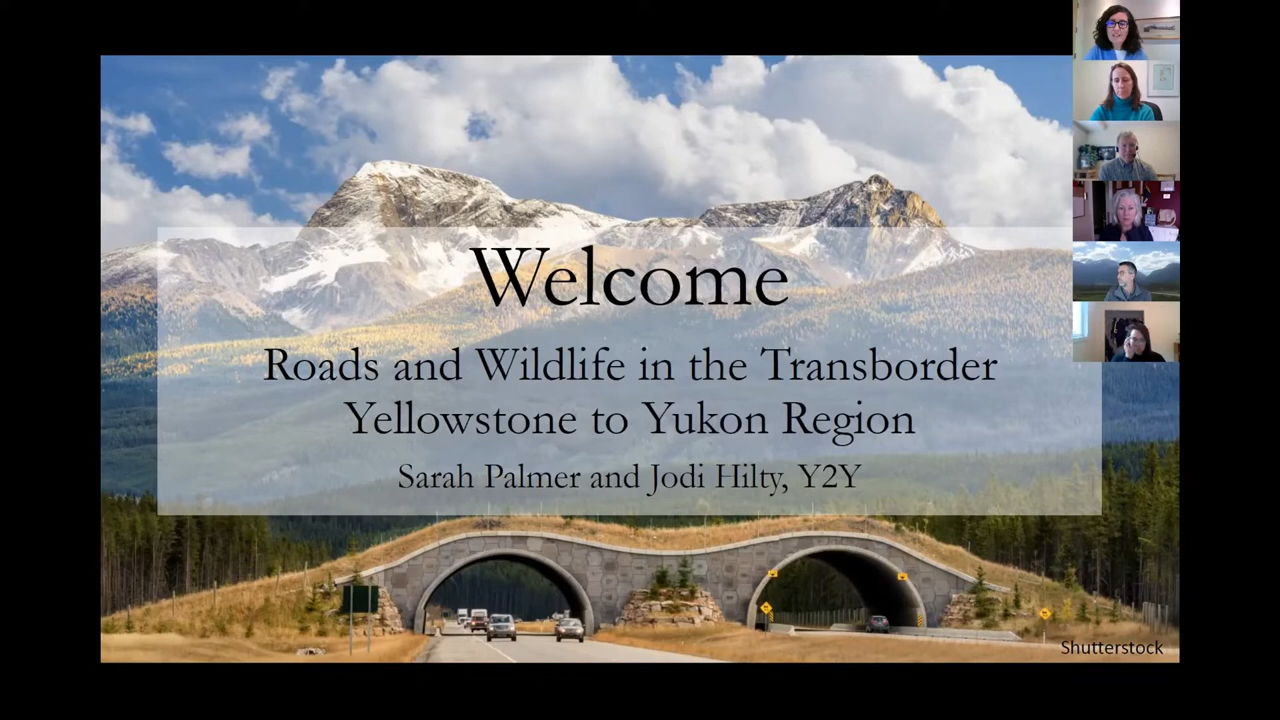 Welcome
Roads and Wildlife in the Transborder
Yellowstone to Yukon Region
Sarah Palmer and Jodi Hilty, Y2Y
Shutterstock